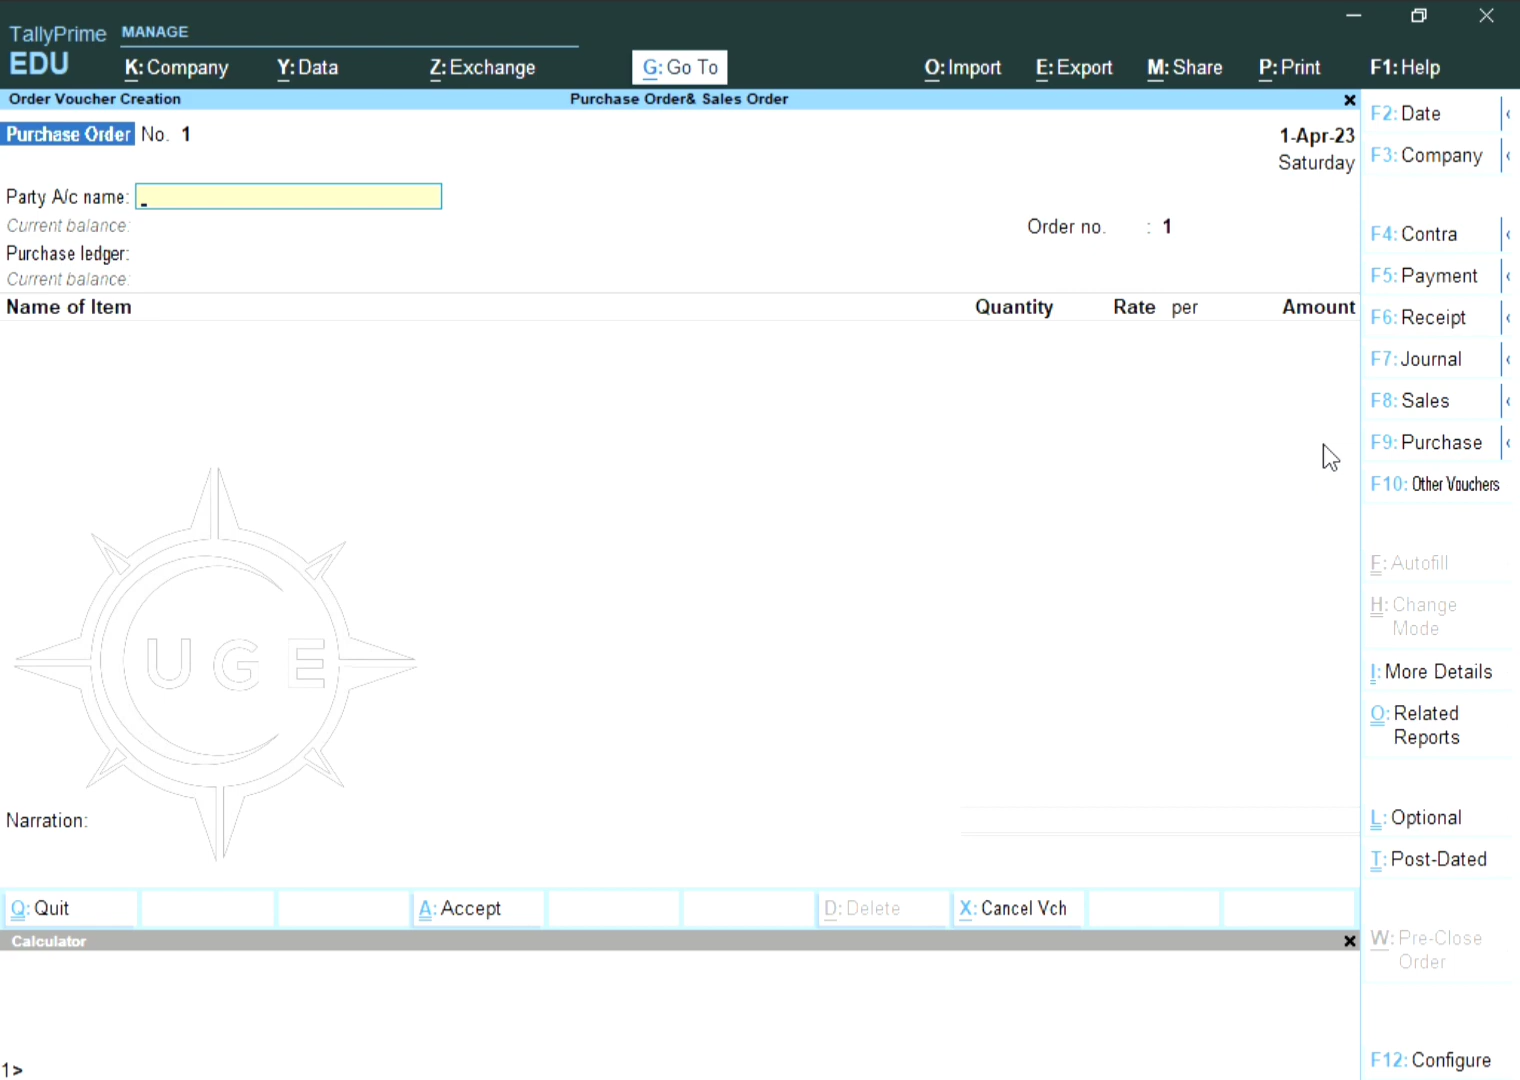 TallyPrime MANAGE
EDU K: Company Y: Data Z: Exchange G: Go To O: Import E: Export M: Share P: Print F1: Help
Order Voucher Creation Purchase Order& Sales Order x
Purchase Order No. 1 1-Apr-23
Saturday
Party A/c name:
Current balance:
Order no. : 1
Purchase ledger:
Current balance:
Name of Item Quantity Rate per Amount
UGE
Narration:
Q: Quit A: Accept D: Delete X: Cancel Vch
Calculator x
1>
F2: Date
F3: Company
F4: Contra
F5: Payment
F6: Receipt
F7: Journal
F8: Sales
F9: Purchase
F10: Other Vouchers
F: Autofill
H: Change
Mode
I: More Details
O: Related
Reports
L: Optional
T: Post-Dated
W: Pre-Close
Order
F12: Configure